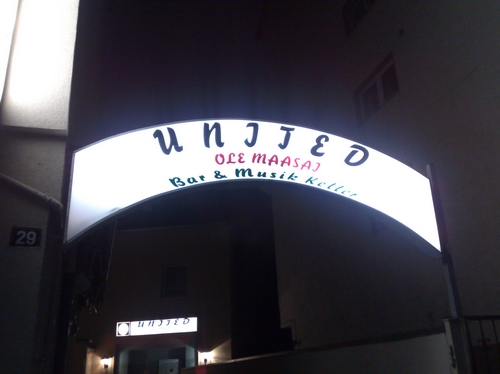 UNITED
OLE MAASAI
Bar & Musik Keller
29
UNITED